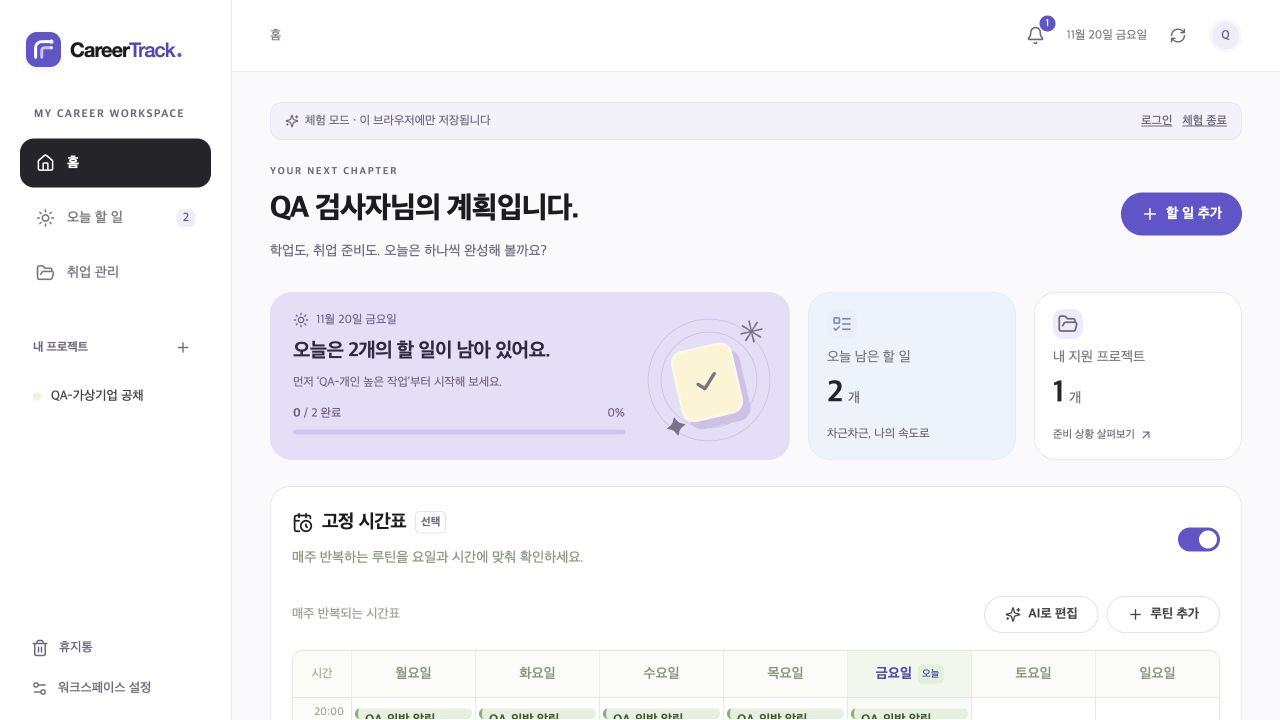 CareerTrack.
MY CAREER WORKSPACE
홈
오늘 할 일 2
취업 관리
내 프로젝트
QA-가상기업 공채
휴지통
워크스페이스 설정
홈
1
11월 20일 금요일
Q
체험 모드 · 이 브라우저에만 저장됩니다
로그인 체험 종료
YOUR NEXT CHAPTER
QA 검사자님의 계획입니다.
학업도, 취업 준비도. 오늘은 하나씩 완성해 볼까요?
할 일 추가
11월 20일 금요일
오늘은 2개의 할 일이 남아 있어요.
먼저 'QA-개인 높은 작업'부터 시작해 보세요.
0 / 2 완료 0%
오늘 남은 할 일
2 개
차근차근, 나의 속도로
내 지원 프로젝트
1 개
준비 상황 살펴보기
고정 시간표 선택
매주 반복하는 루틴을 요일과 시간에 맞춰 확인하세요.
매주 반복되는 시간표
AI로 편집
루틴 추가
시간 월요일 화요일 수요일 목요일 금요일 오늘 토요일 일요일
20:00